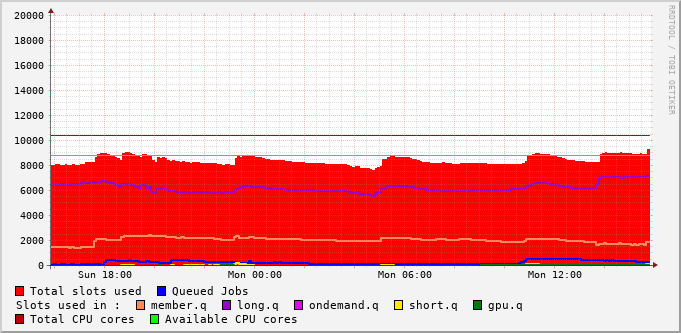 20000
18000
16000
14000
12000
10000
8000
6000
4000
2000
0
Sun 18:00 Mon 00:00 Mon 06:00 Mon 12:00
RRDTOOL / TOBI OETIKER
Total slots used Queued Jobs
Slots used in : member.q long.q ondemand.q short.q gpu.q
Total CPU cores Available CPU cores